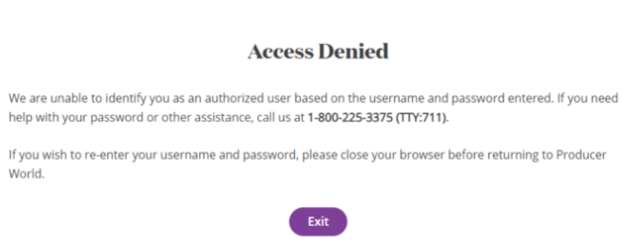 Access Denied
We are unable to identify you as an authorized user based on the username and password entered. If you need
help with your password or other assistance, call us at 1-800-225-3375 (TTY:711).
If you wish to re-enter your username and password, please close your browser before returning to Producer
World.
Exit